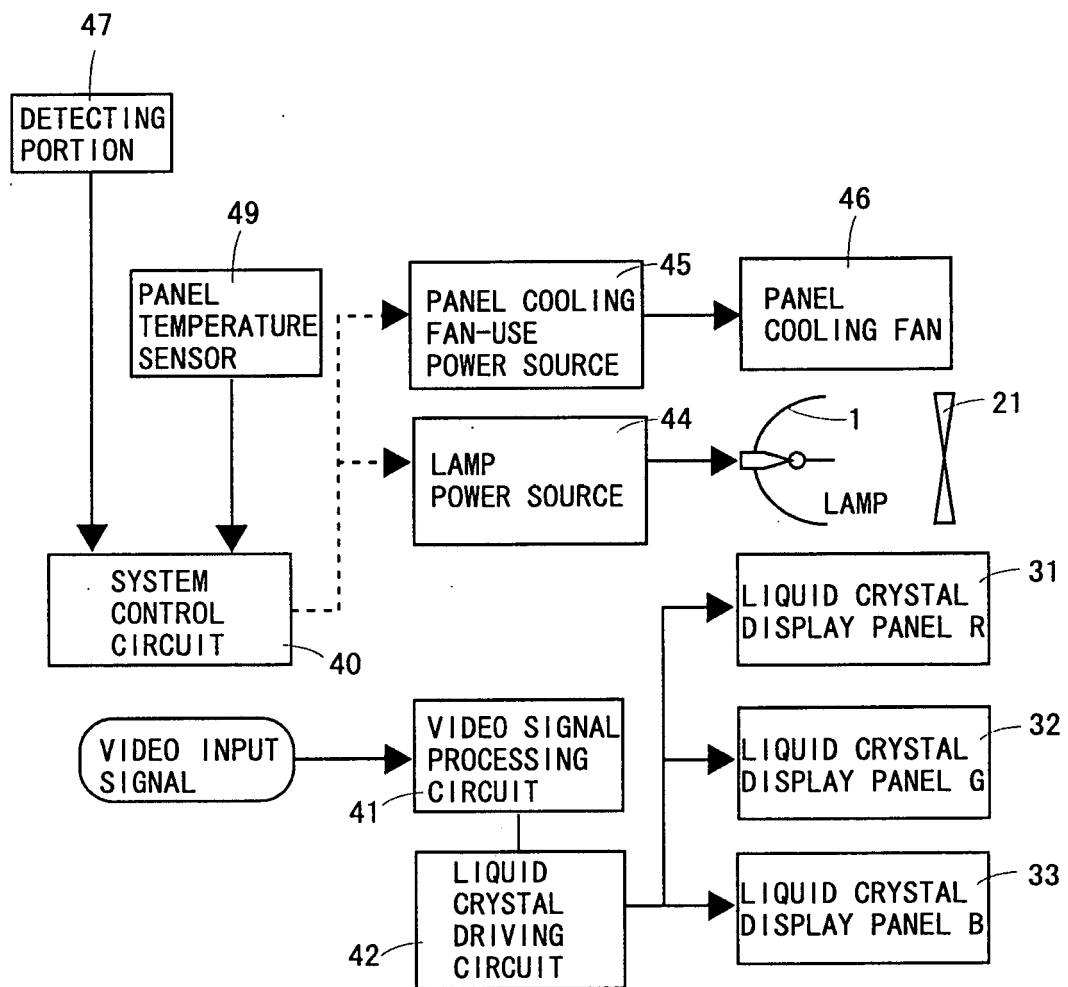 47
DETECTING
PORTION
49
PANEL
TEMPERATURE
SENSOR
45
PANEL COOLING
FAN-USE
POWER SOURCE
46
PANEL
COOLING FAN
44
LAMP
POWER SOURCE
1
LAMP
21
SYSTEM
CONTROL
CIRCUIT
40
31
LIQUID CRYSTAL
DISPLAY PANEL R
VIDEO INPUT
SIGNAL
VIDEO SIGNAL
PROCESSING
CIRCUIT
41
32
LIQUID CRYSTAL
DISPLAY PANEL G
LIQUID
CRYSTAL
DRIVING
CIRCUIT
42
33
LIQUID CRYSTAL
DISPLAY PANEL B